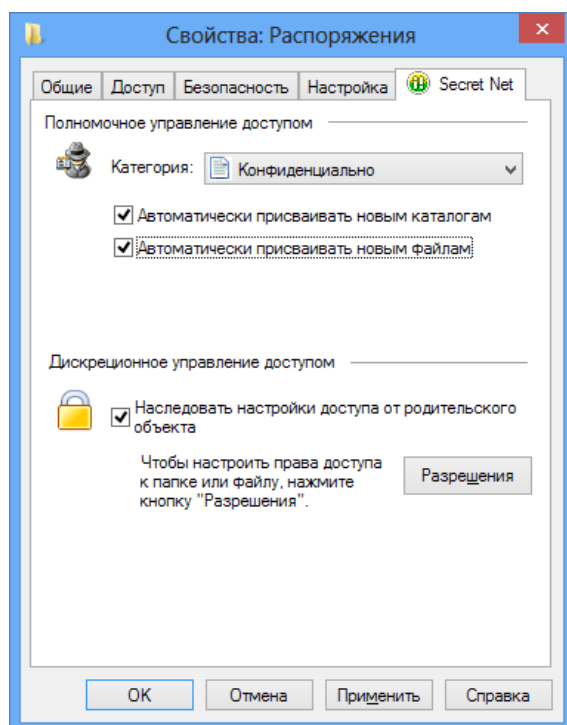 Свойства: Распоряжения
Общие Доступ Безопасность Настройка Secret Net
Полномочное управление доступом
Категория: Конфиденциально
Автоматически присваивать новым каталогам
Автоматически присваивать новым файлам
Дискреционное управление доступом
Наследовать настройки доступа от родительского
объекта
Чтобы настроить права доступа
к папке или файлу, нажмите
кнопку "Разрешения".
Разрешения
OK Отмена Применить Справка